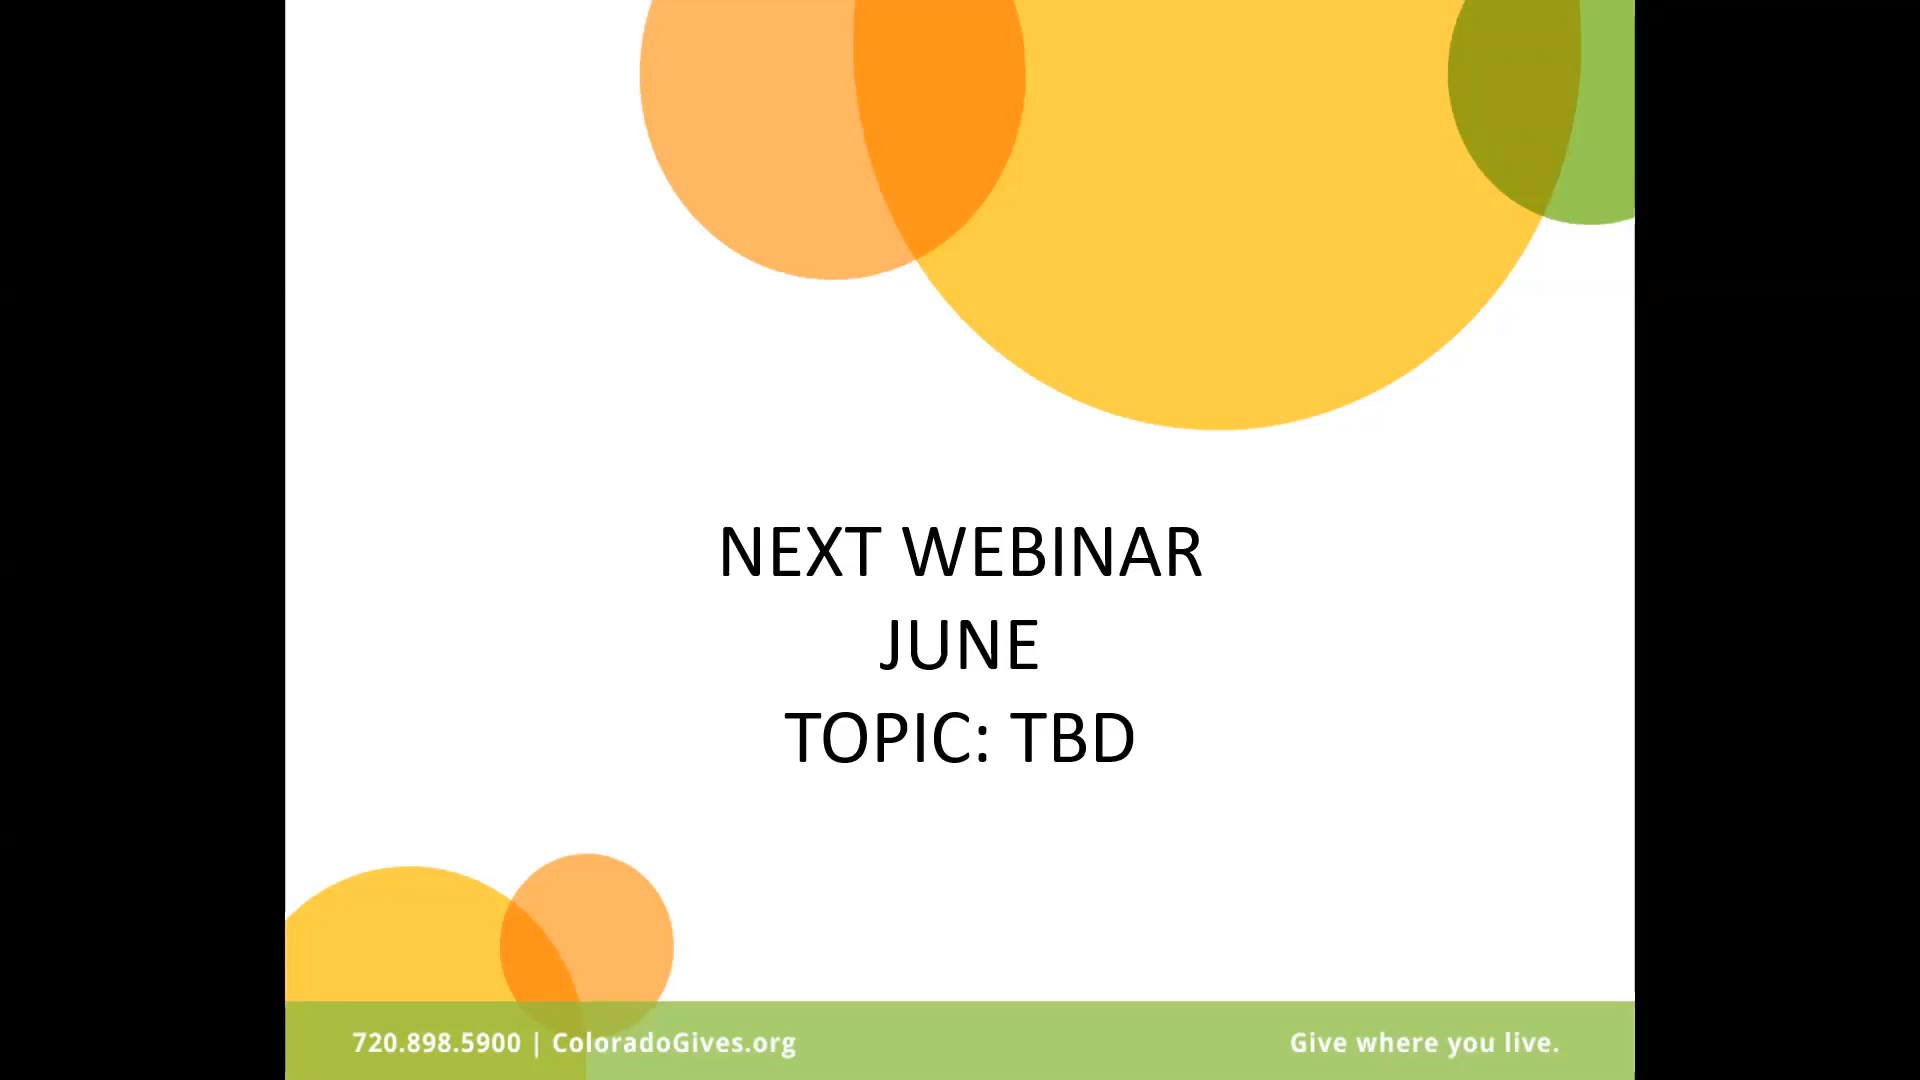 NEXT WEBINAR
JUNE
TOPIC: TBD
720.898.5900 | ColoradoGives.org
Give where you live.